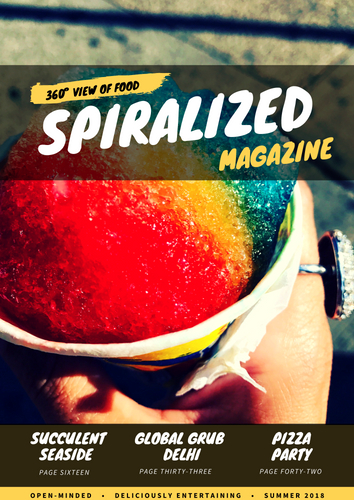 360° VIEW OF FOOD
SPIRALIZED
MAGAZINE
SUCCULENT
SEASIDE
PAGE SIXTEEN
GLOBAL GRUB
DELHI
PAGE THIRTY-THREE
PIZZA
PARTY
PAGE FORTY-TWO
OPEN-MINDED • DELICIOUSLY ENTERTAINING • SUMMER 2018